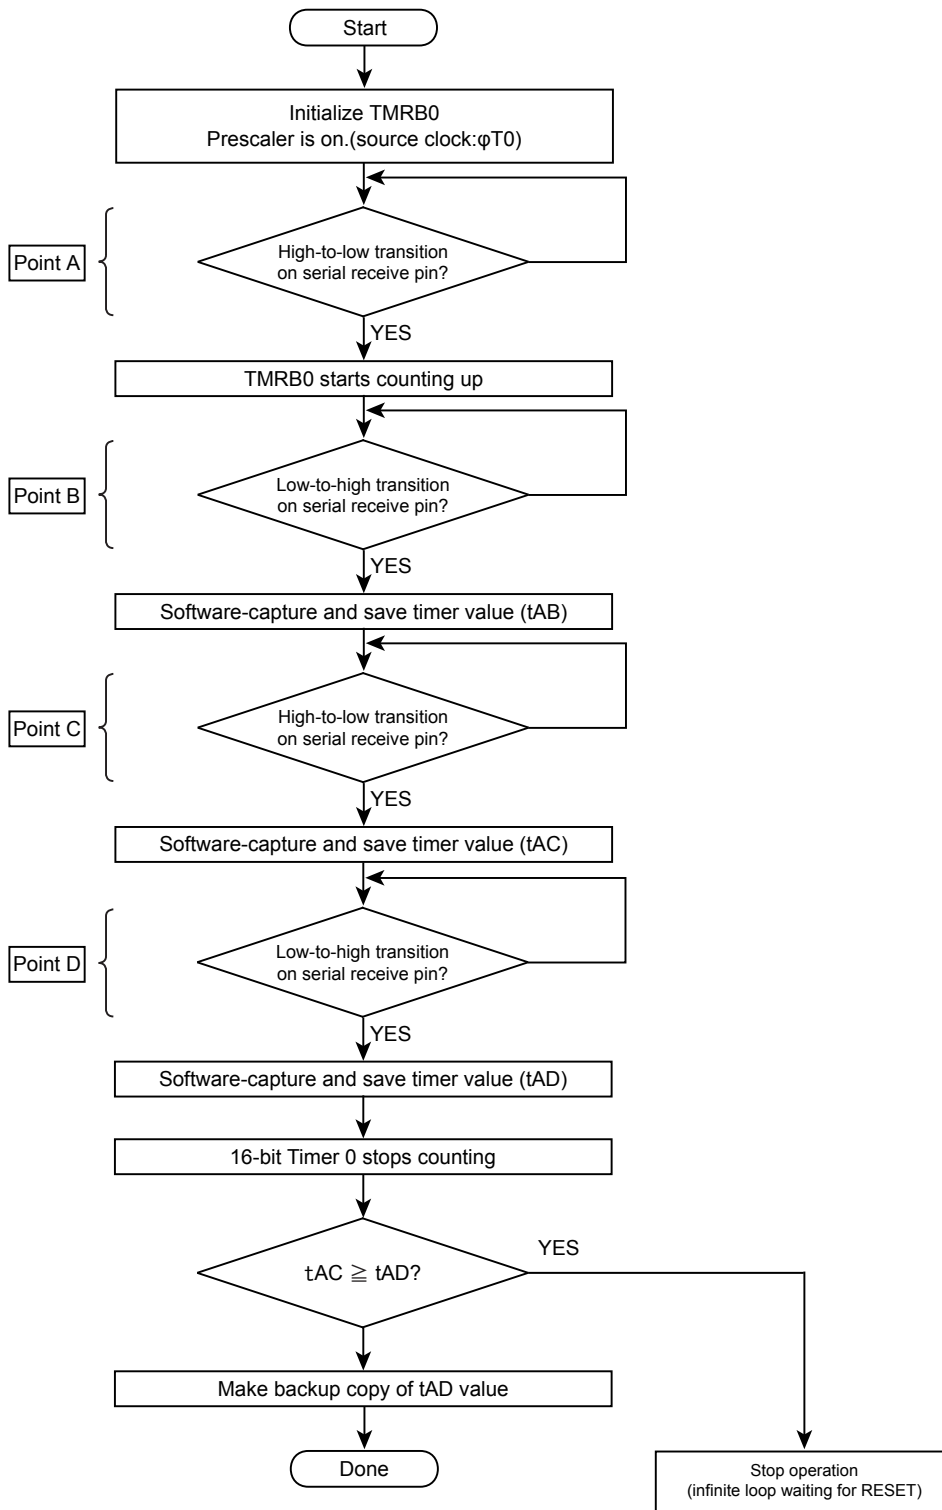 Start
Initialize TMRB0
Prescaler is on.(source clock:φT0)
Point A
High-to-low transition
on serial receive pin?
YES
TMRB0 starts counting up
Point B
Low-to-high transition
on serial receive pin?
YES
Software-capture and save timer value (tAB)
Point C
High-to-low transition
on serial receive pin?
YES
Software-capture and save timer value (tAC)
Point D
Low-to-high transition
on serial receive pin?
YES
Software-capture and save timer value (tAD)
16-bit Timer 0 stops counting
YES
tAC ≧ tAD?
Make backup copy of tAD value
Done
Stop operation
(infinite loop waiting for RESET)